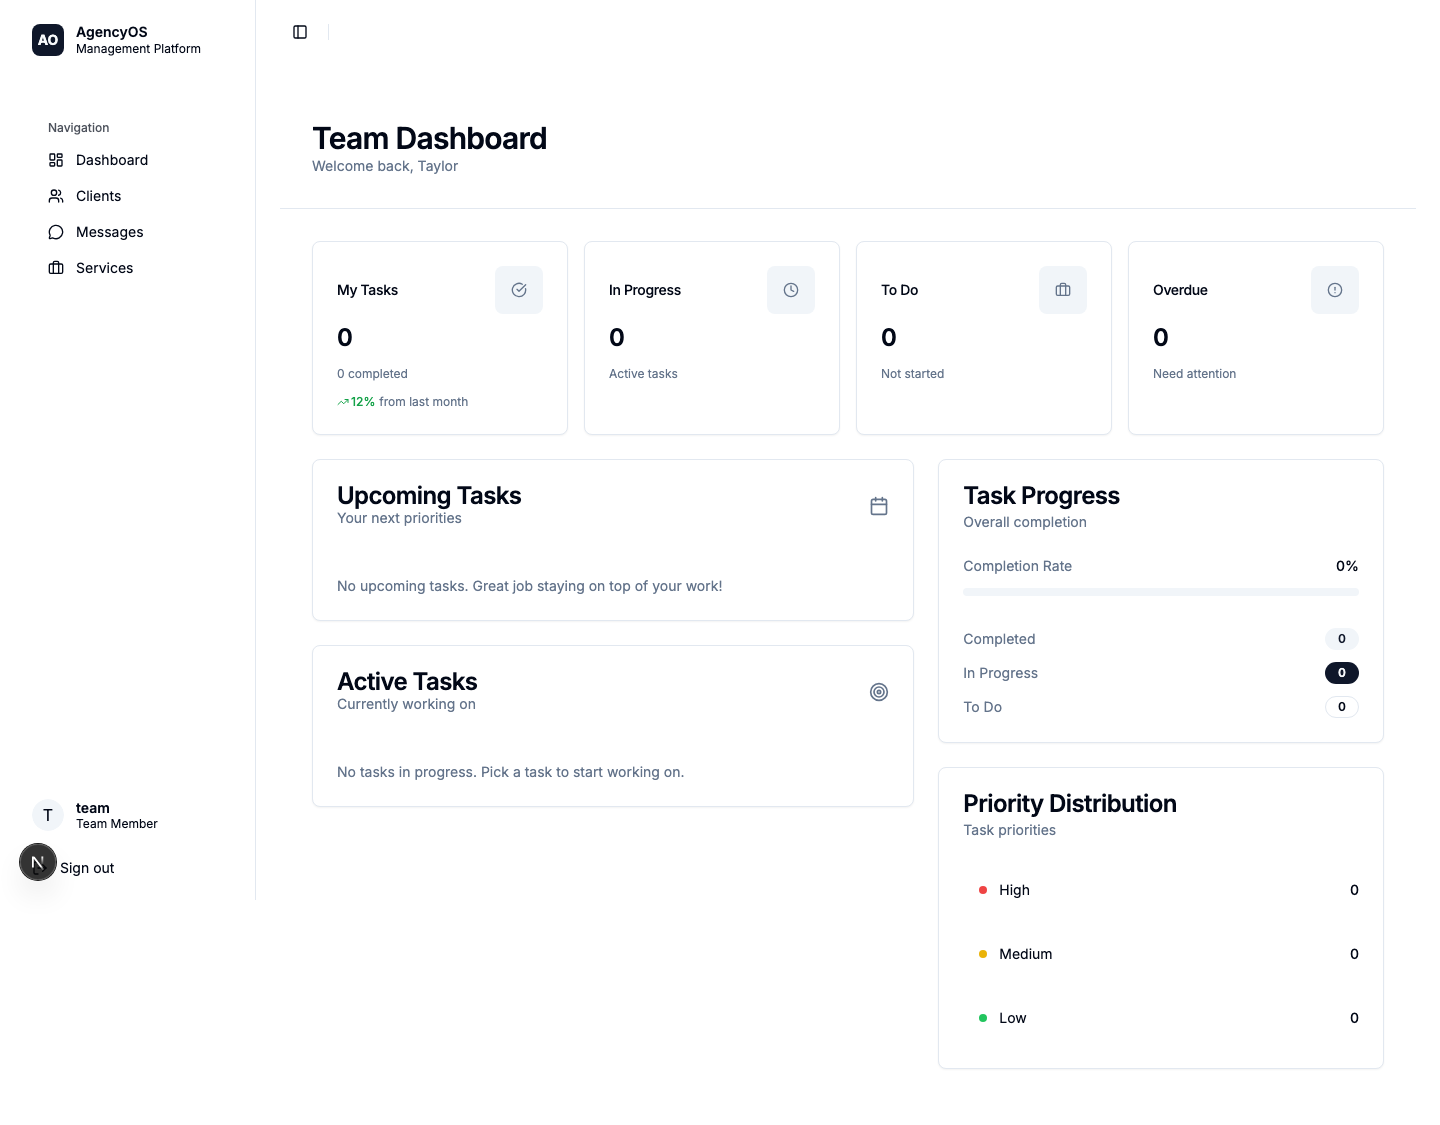 AO
AgencyOS
Management Platform
Navigation
Dashboard
Clients
Messages
Services
team
T
Team Member
N
Sign out
Team Dashboard
Welcome back, Taylor
My Tasks
0
0 completed
12% from last month
In Progress
0
Active tasks
To Do
0
Not started
Overdue
0
Need attention
Upcoming Tasks
Your next priorities
No upcoming tasks. Great job staying on top of your work!
Active Tasks
Currently working on
No tasks in progress. Pick a task to start working on.
Task Progress
Overall completion
Completion Rate 0%
Completed 0
In Progress 0
To Do 0
Priority Distribution
Task priorities
High 0
Medium 0
Low 0